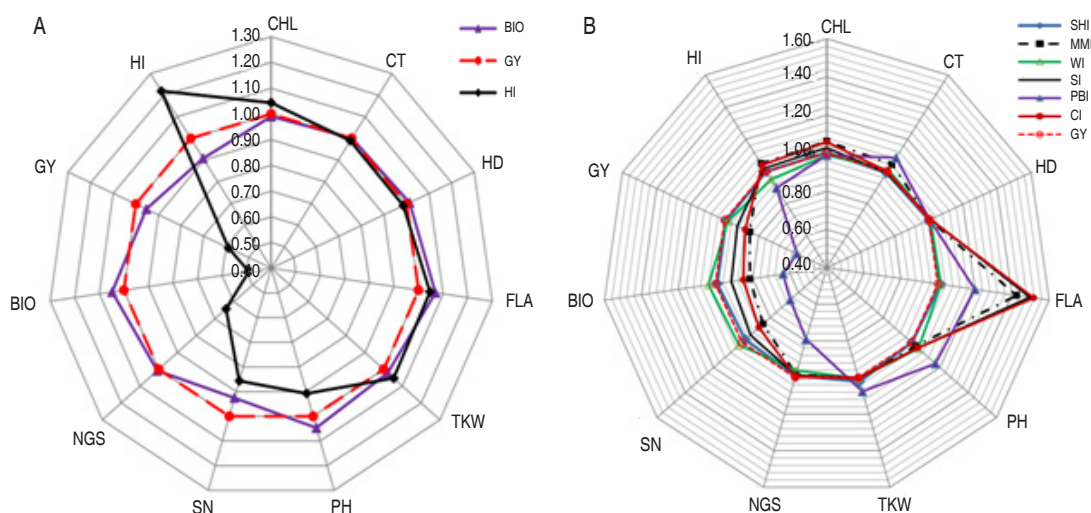 A
CHL
1.30
1.20
1.10
1.00
0.90
0.80
0.70
0.60
0.50
0.40
CT
HD
FLA
TKW
PH
SN
NGS
BIO
GY
HI
BIO
GY
HI
B
CHL
1.60
1.40
1.20
1.00
0.80
0.60
0.40
CT
HD
FLA
PH
TKW
NGS
SN
BIO
GY
HI
SHI
MMI
WI
SI
PBI
CI
GY